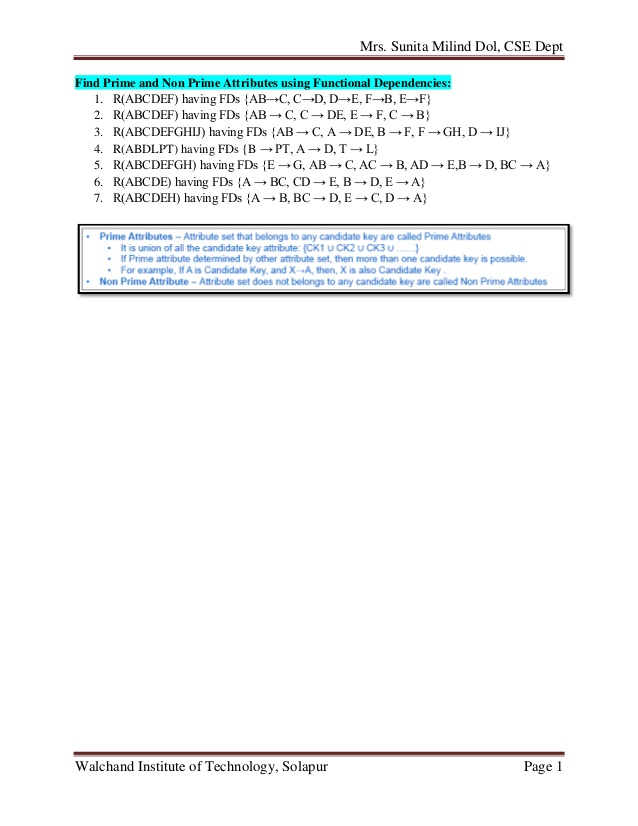 Mrs. Sunita Milind Dol, CSE Dept
Find Prime and Non Prime Attributes using Functional Dependencies:
1. R(ABCDEF) having FDs {AB→C, C→D, D→E, F→B, E→F}
2. R(ABCDEF) having FDs {AB → C, C → DE, E → F, C → B}
3. R(ABCDEFGHIJ) having FDs {AB → C, A → DE, B → F, F → GH, D → IJ}
4. R(ABDLPT) having FDs {B → PT, A → D, T → L}
5. R(ABCDEFGH) having FDs {E → G, AB → C, AC → B, AD → E,B → D, BC → A}
6. R(ABCDE) having FDs {A → BC, CD → E, B → D, E → A}
7. R(ABCDEH) having FDs {A → B, BC → D, E → C, D → A}
• Prime Attributes – Attribute set that belongs to any candidate key are called Prime Attributes
• It is union of all the candidate key attribute: {CK1 ∪ CK2 ∪ CK3 ∪ ......}
• If Prime attribute determined by other attribute set, then more than one candidate key is possible.
• For example, If A is Candidate Key, and X→A, then, X is also Candidate Key .
• Non Prime Attribute – Attribute set does not belongs to any candidate key are called Non Prime Attributes
Walchand Institute of Technology, Solapur Page 1